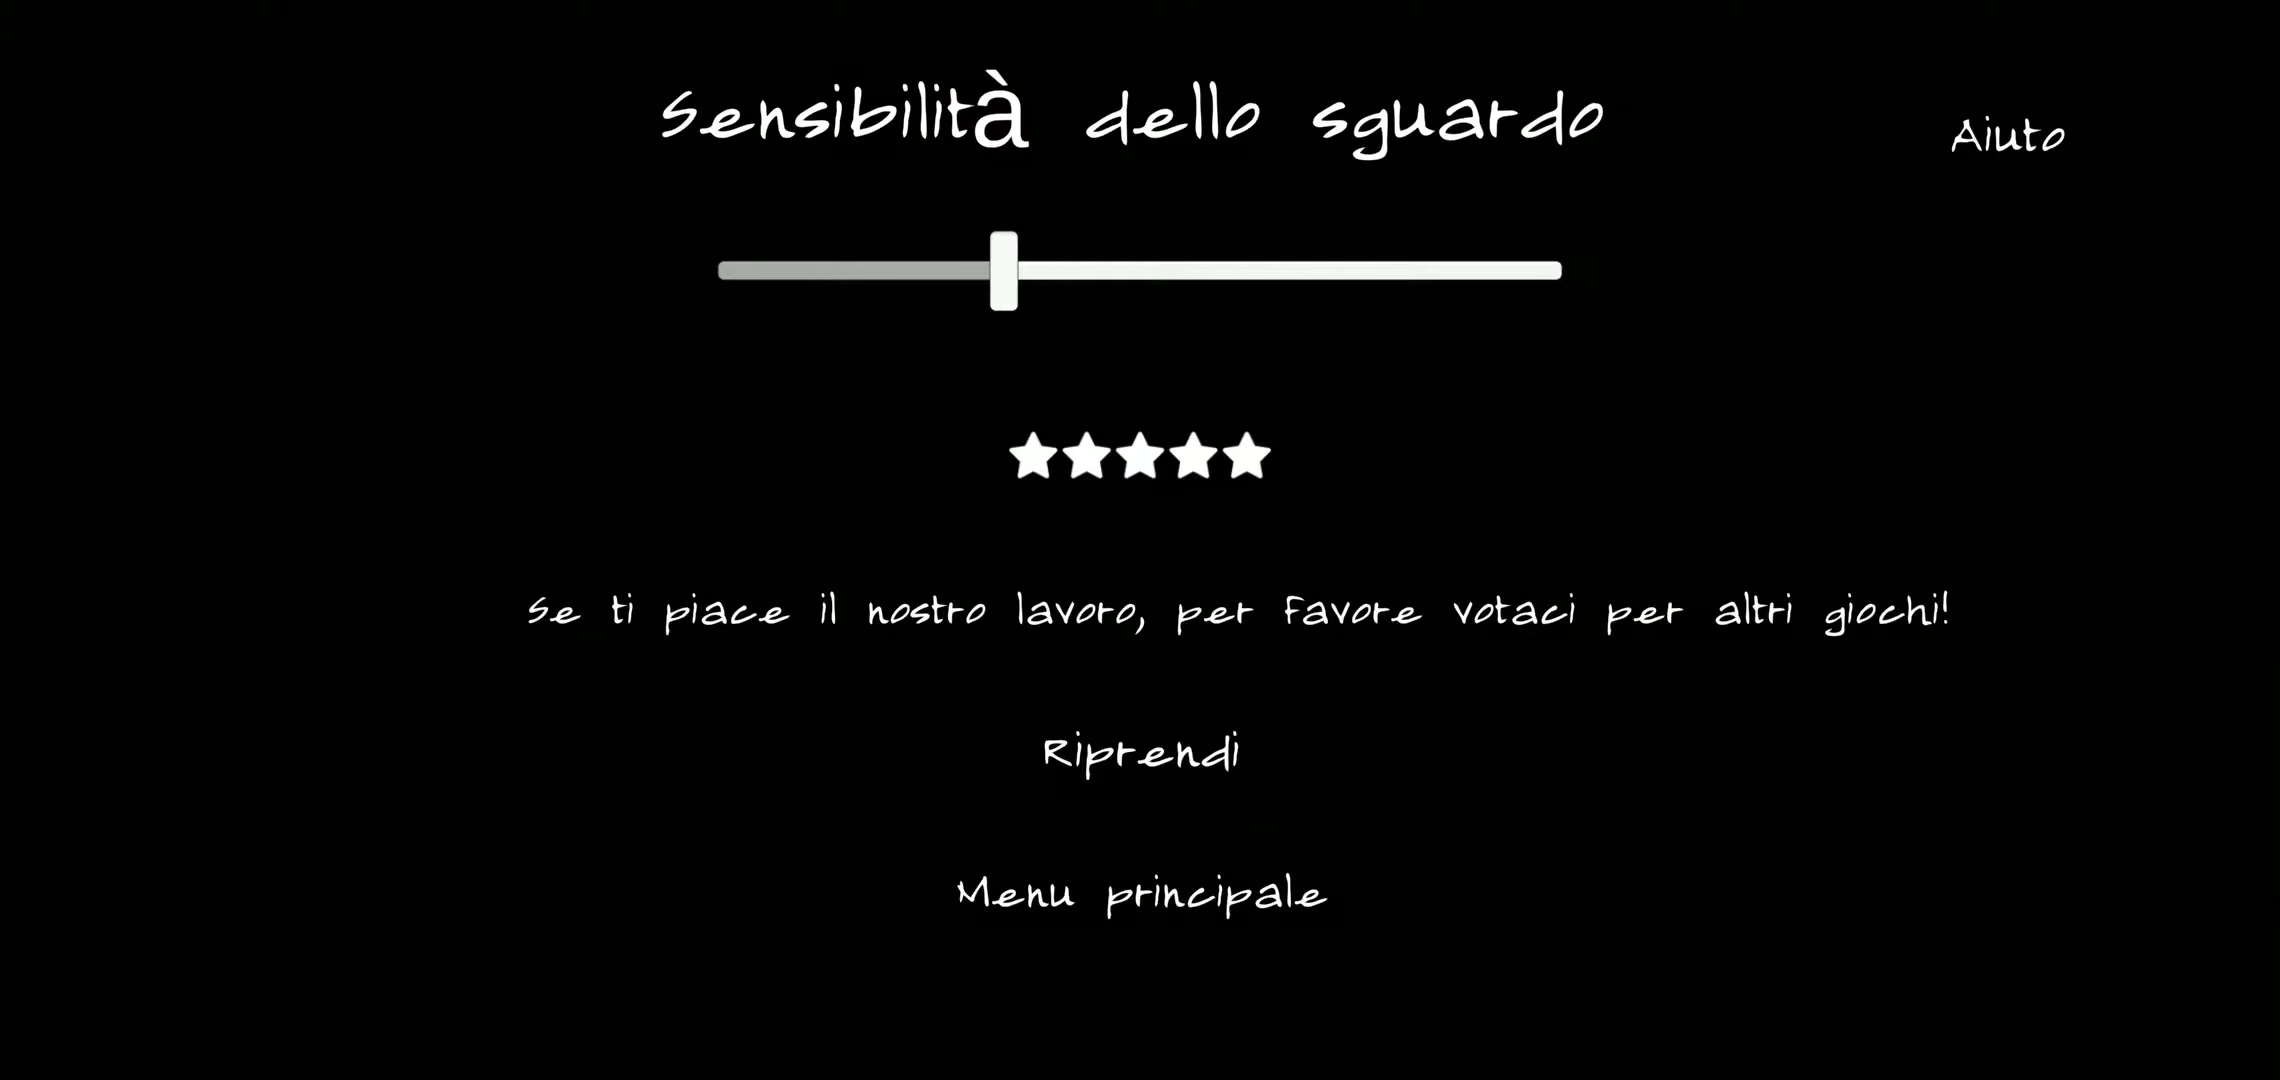 Sensibilità dello sguardo
Aiuto
Se ti piace il nostro lavoro, per favore votaci per altri giochi!
Riprendi
Menu principale